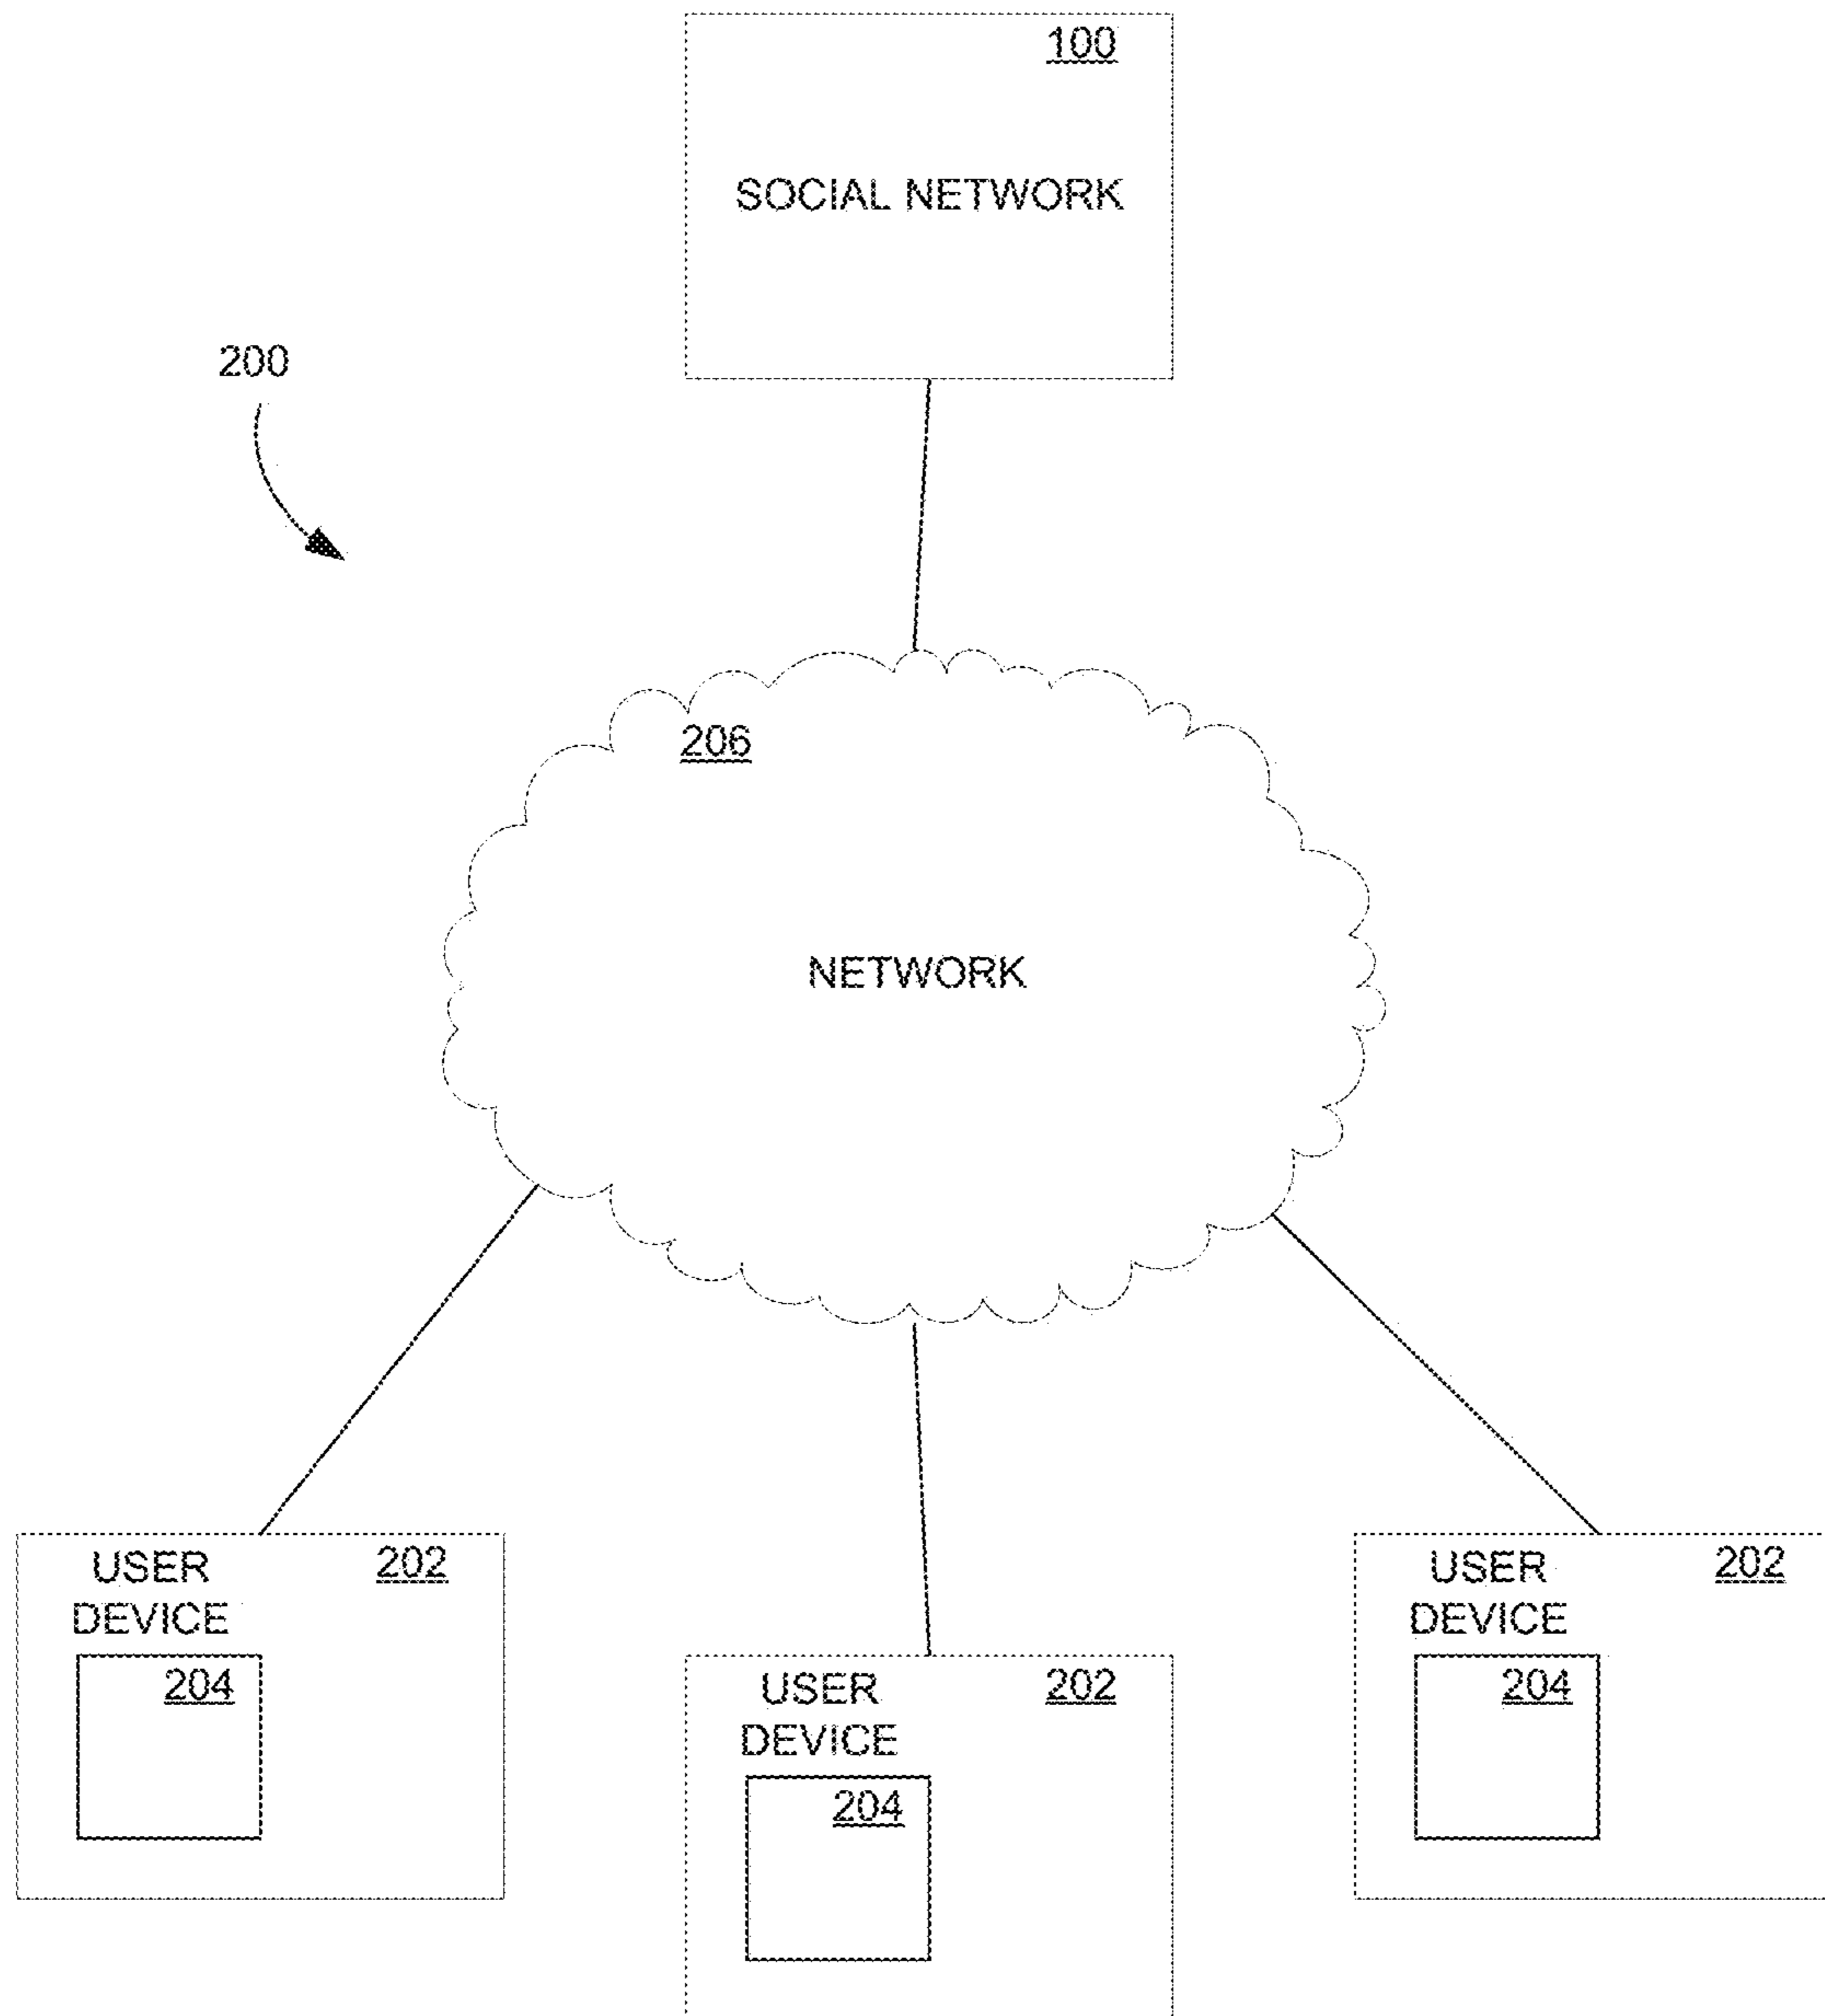 100
SOCIAL NETWORK
200
206
NETWORK
USER
DEVICE
202
204
USER
DEVICE
202
204
USER
DEVICE
202
204